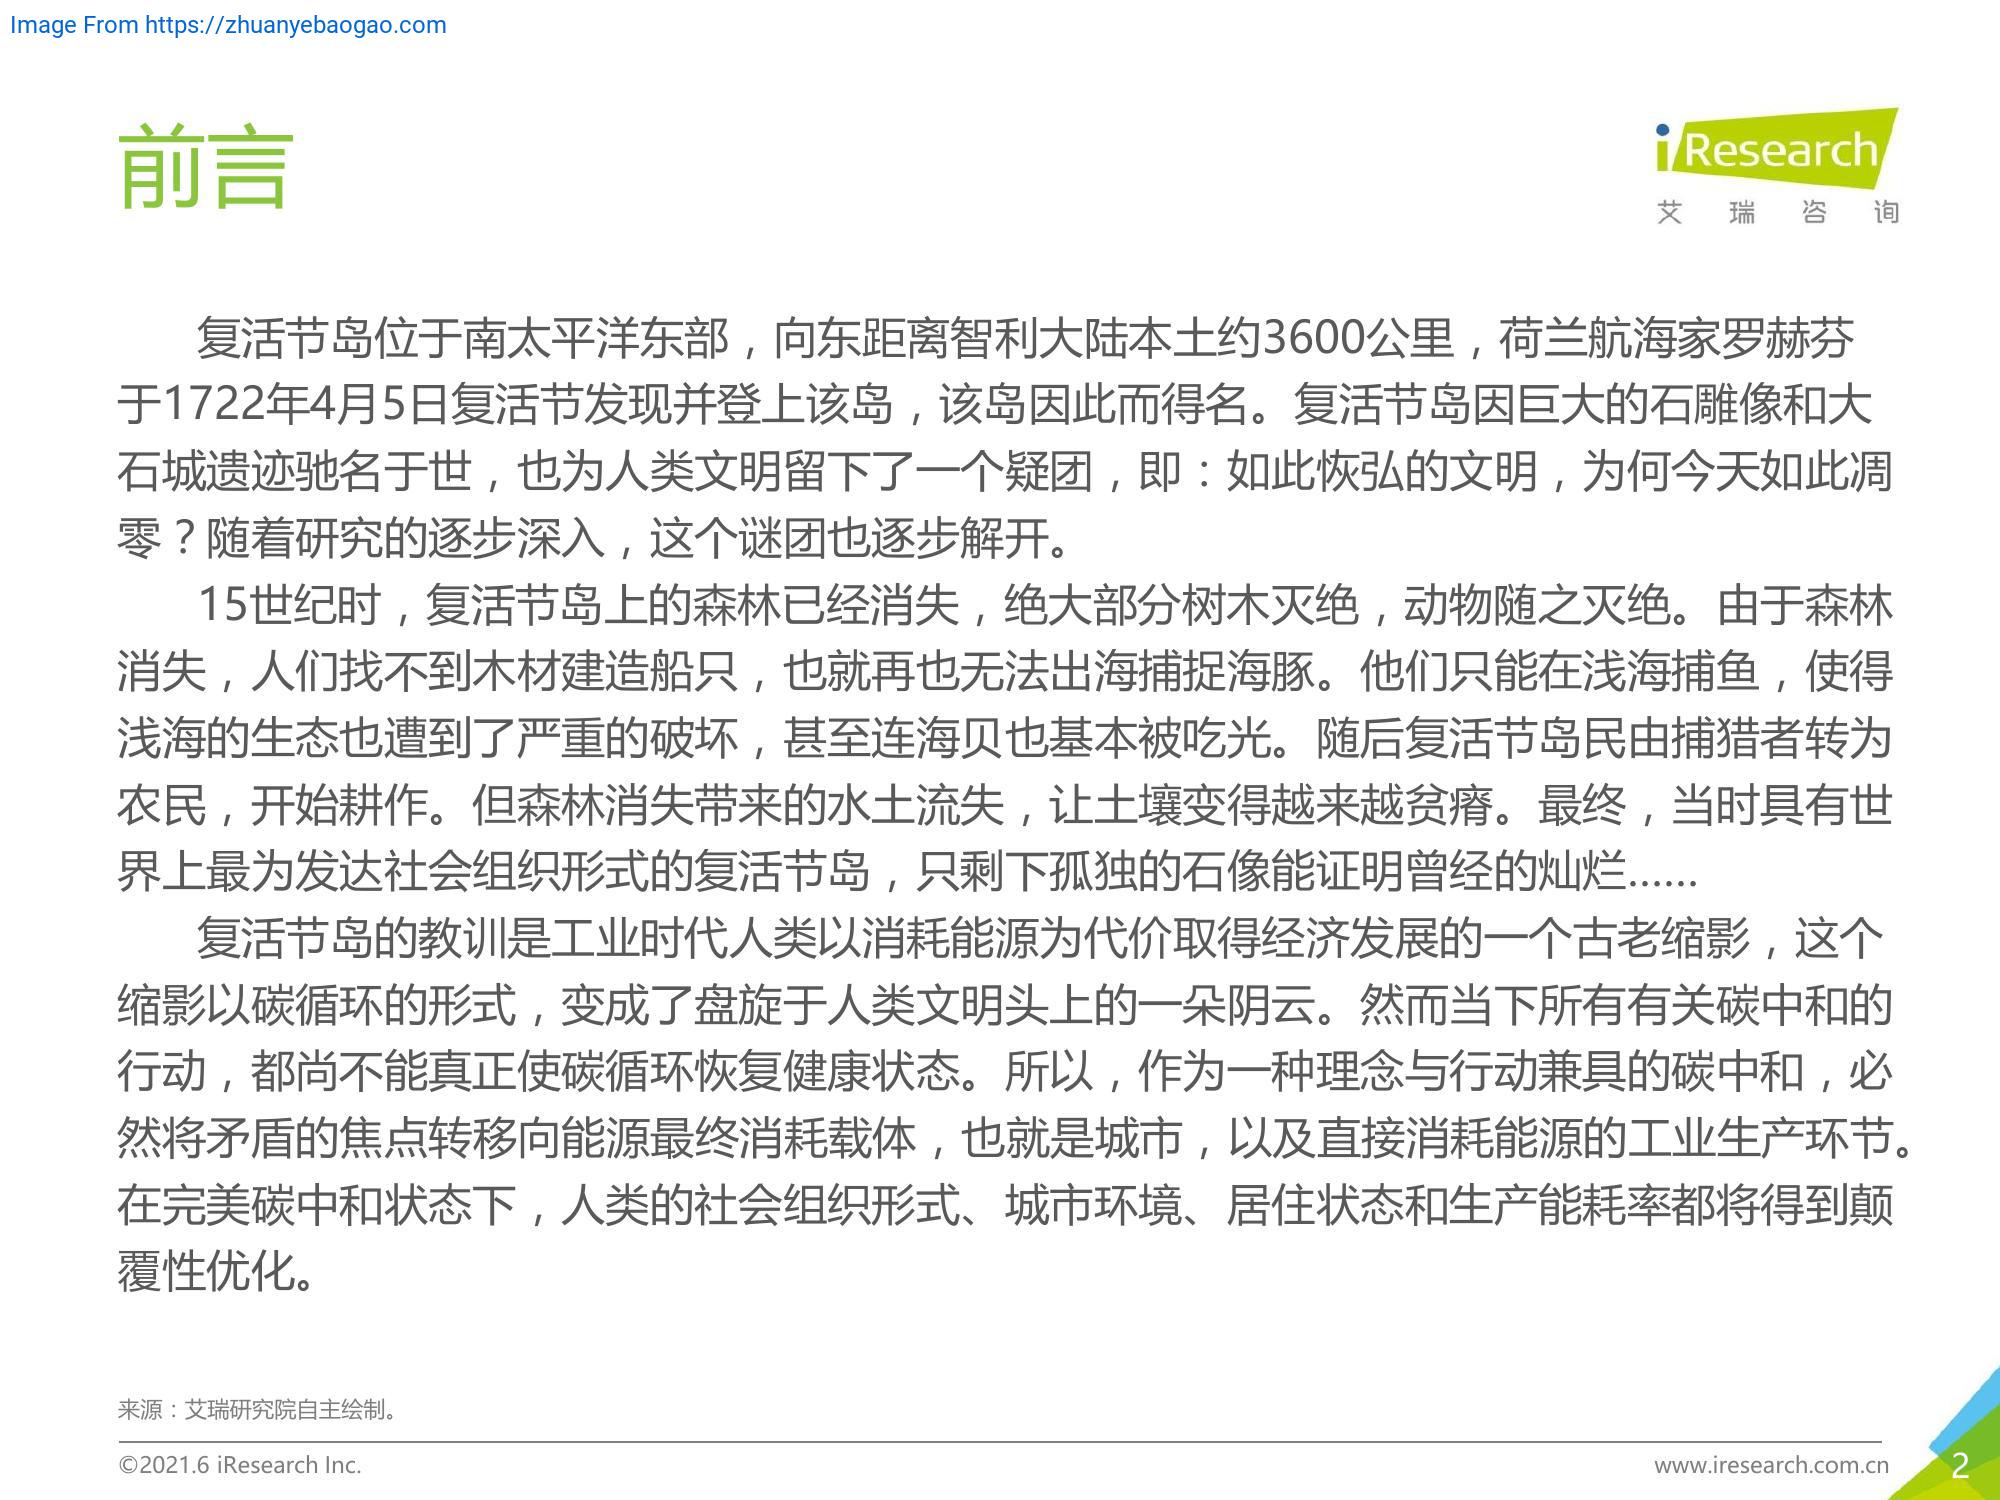 Image From https://zhuanyebaogao.com
前言
iResearch
艾瑞咨询
复活节岛位于南太平洋东部，向东距离智利大陆本土约3600公里，荷兰航海家罗赫芬
于1722年4月5日复活节发现并登上该岛，该岛因此而得名。复活节岛因巨大的石雕像和大
石城遗迹驰名于世，也为人类文明留下了一个疑团，即：如此恢弘的文明，为何今天如此凋
零？随着研究的逐步深入，这个谜团也逐步解开。
15世纪时，复活节岛上的森林已经消失，绝大部分树木灭绝，动物随之灭绝。由于森林
消失，人们找不到木材建造船只，也就再也无法出海捕捉海豚。他们只能在浅海捕鱼，使得
浅海的生态也遭到了严重的破坏，甚至连海贝也基本被吃光。随后复活节岛民由捕猎者转为
农民，开始耕作。但森林消失带来的水土流失，让土壤变得越来越贫瘠。最终，当时具有世
界上最为发达社会组织形式的复活节岛，只剩下孤独的石像能证明曾经的灿烂……
复活节岛的教训是工业时代人类以消耗能源为代价取得经济发展的一个古老缩影，这个
缩影以碳循环的形式，变成了盘旋于人类文明头上的一朵阴云。然而当下所有有关碳中和的
行动，都尚不能真正使碳循环恢复健康状态。所以，作为一种理念与行动兼具的碳中和，必
然将矛盾的焦点转移向能源最终消耗载体，也就是城市，以及直接消耗能源的工业生产环节。
在完美碳中和状态下，人类的社会组织形式、城市环境、居住状态和生产能耗率都将得到颠
覆性优化。
来源：艾瑞研究院自主绘制。
©2021.6 iResearch Inc.
www.iresearch.com.cn
2